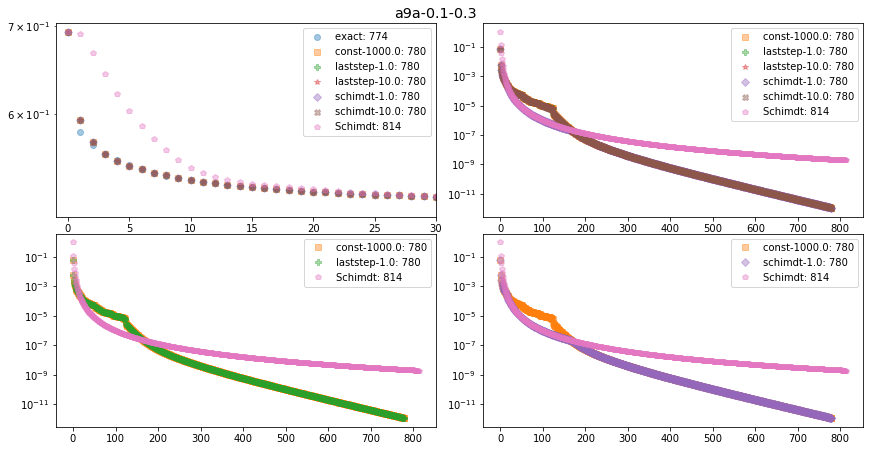 a9a-0.1-0.3
7 × 10⁻¹
6 × 10⁻¹
0 5 10 15 20 25 30
exact: 774
const-1000.0: 780
laststep-1.0: 780
laststep-10.0: 780
schimdt-1.0: 780
schimdt-10.0: 780
Schimdt: 814
10⁻¹
10⁻³
10⁻⁵
10⁻⁷
10⁻⁹
10⁻¹¹
0 100 200 300 400 500 600 700 800
const-1000.0: 780
laststep-1.0: 780
laststep-10.0: 780
schimdt-1.0: 780
schimdt-10.0: 780
Schimdt: 814
10⁻¹
10⁻³
10⁻⁵
10⁻⁷
10⁻⁹
10⁻¹¹
0 100 200 300 400 500 600 700 800
const-1000.0: 780
laststep-1.0: 780
Schimdt: 814
10⁻¹
10⁻³
10⁻⁵
10⁻⁷
10⁻⁹
10⁻¹¹
0 100 200 300 400 500 600 700 800
const-1000.0: 780
schimdt-1.0: 780
Schimdt: 814